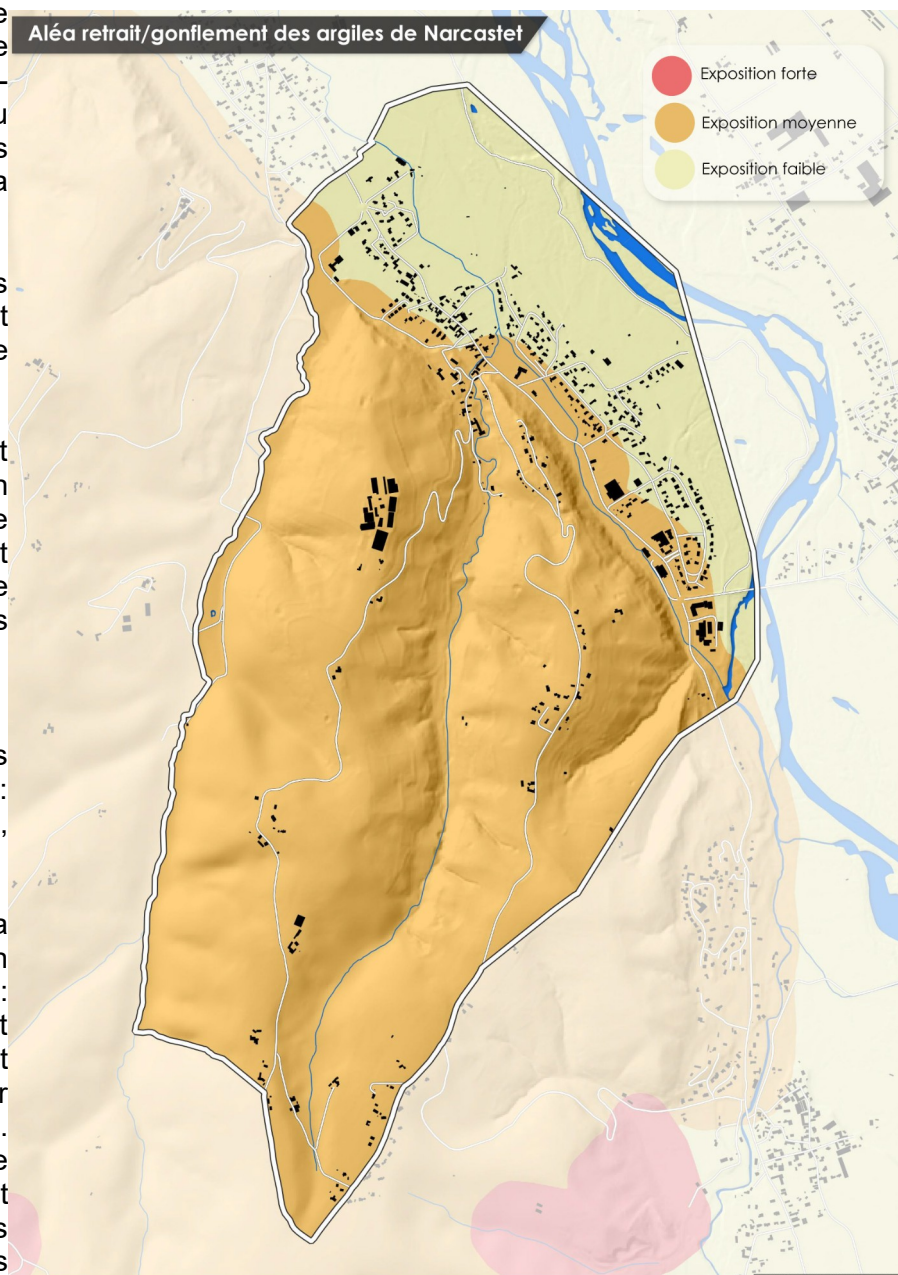 Aléa retrait/gonflement des argiles de Narcastet
Exposition forte
Exposition moyenne
Exposition faible